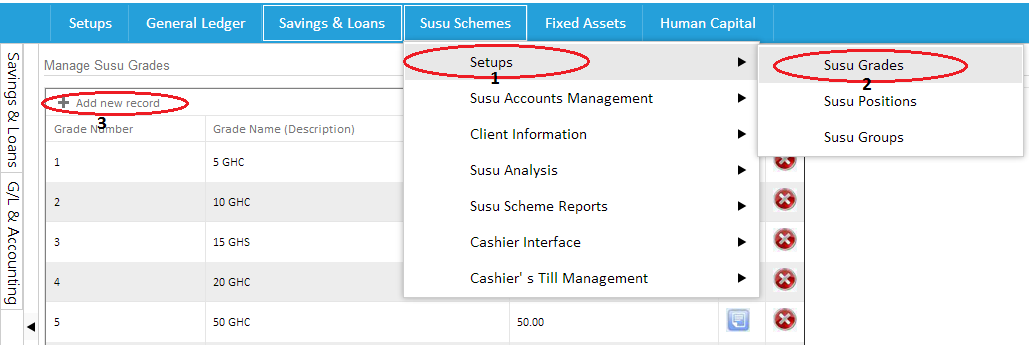 Setups General Ledger Savings & Loans Susu Schemes Fixed Assets Human Capital
Savings & Loans
G/L & Accounting
Manage Susu Grades
Add new record
3
Grade Number Grade Name (Description)
1 5 GHC
2 10 GHC
3 15 GHS
4 20 GHC
5 50 GHC 50.00
Setups
1
Susu Accounts Management
Client Information
Susu Analysis
Susu Scheme Reports
Cashier Interface
Cashier' s Till Management
Susu Grades
2
Susu Positions
Susu Groups